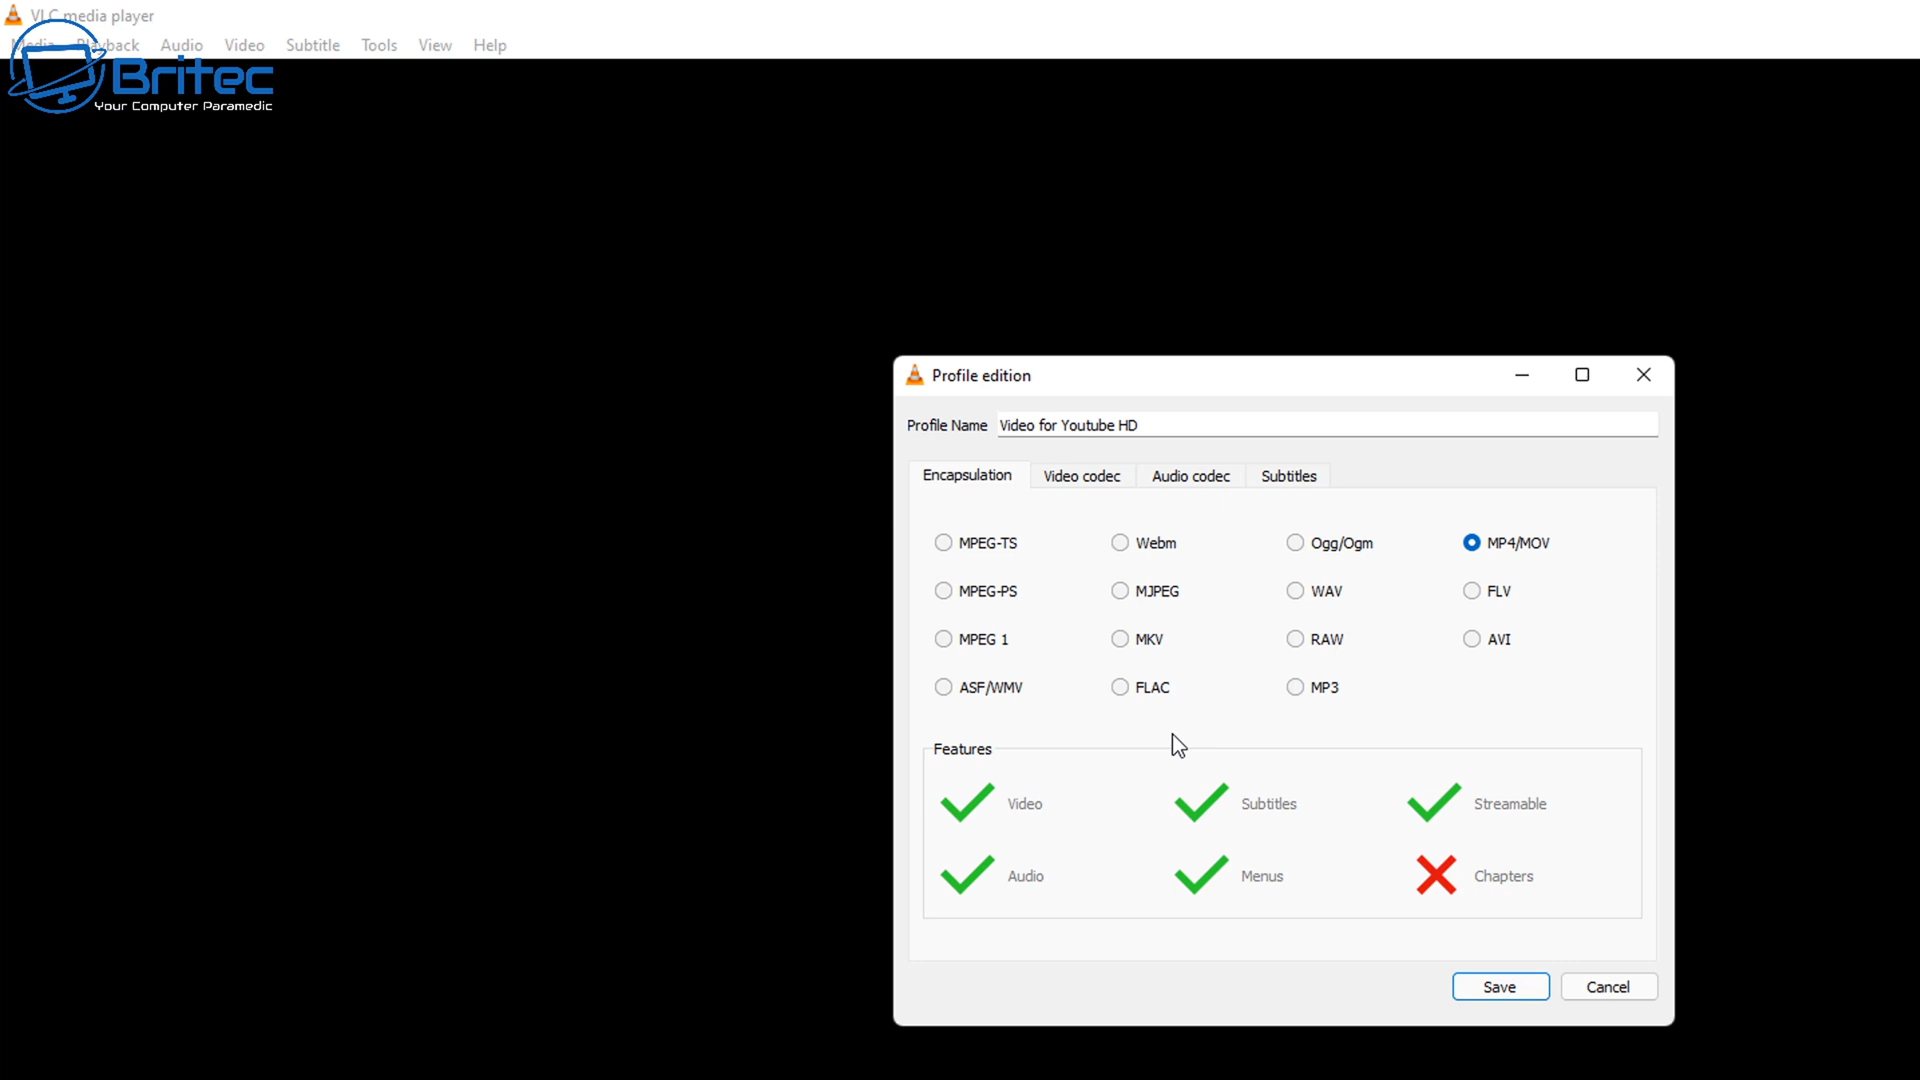 VLC media player
Media Playback Audio Video Subtitle Tools View Help
Britec
Your Computer Paramedic
Profile edition
Profile Name Video for Youtube HD
Encapsulation Video codec Audio codec Subtitles
MPEG-TS Webm Ogg/Ogm MP4/MOV
MPEG-PS MJPEG WAV FLV
MPEG 1 MKV RAW AVI
ASF/WMV FLAC MP3
Features
Video Subtitles Streamable
Audio Menus Chapters
Save Cancel